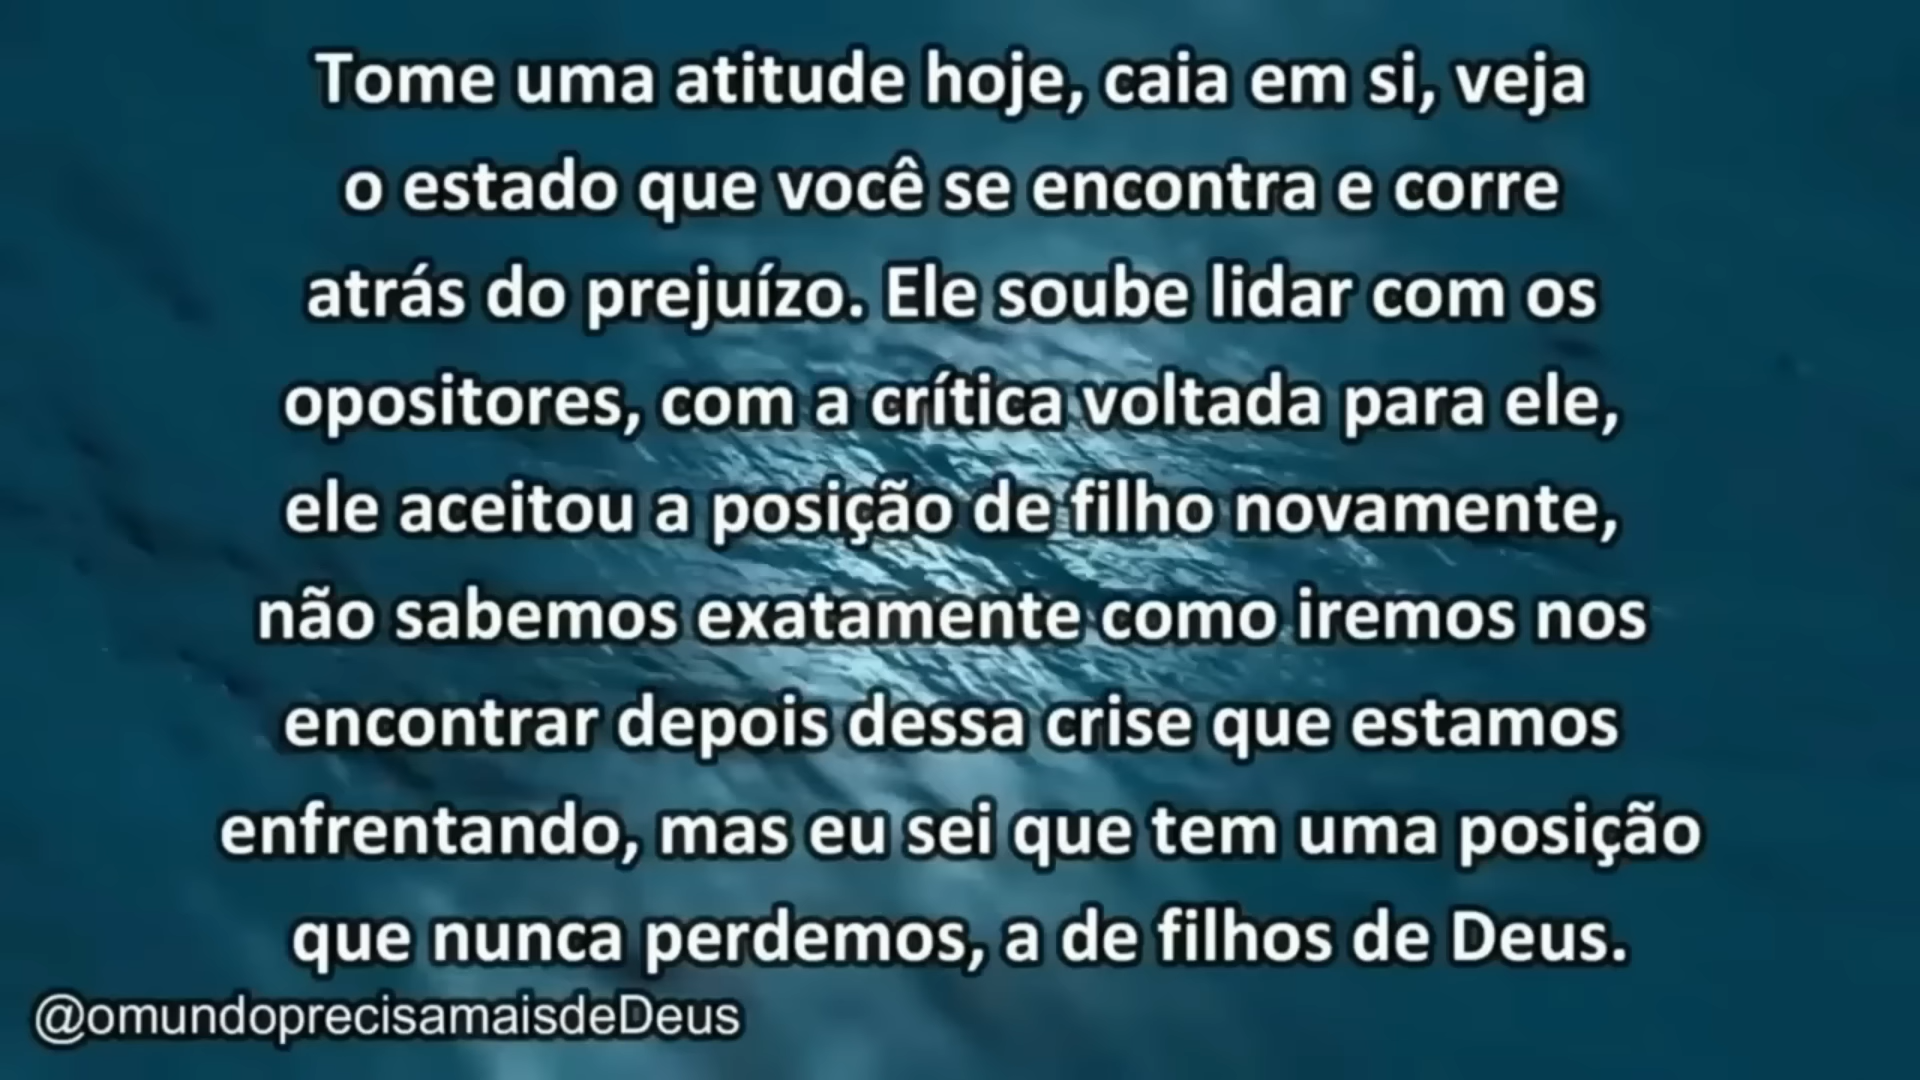 Tome uma atitude hoje, caia em si, veja
o estado que você se encontra e corre
atrás do prejuízo. Ele soube lidar com os
opositores, com a crítica voltada para ele,
ele aceitou a posição de filho novamente,
não sabemos exatamente como iremos nos
encontrar depois dessa crise que estamos
enfrentando, mas eu sei que tem uma posição
que nunca perdemos, a de filhos de Deus.
@omundoprecisamaisdeDeus